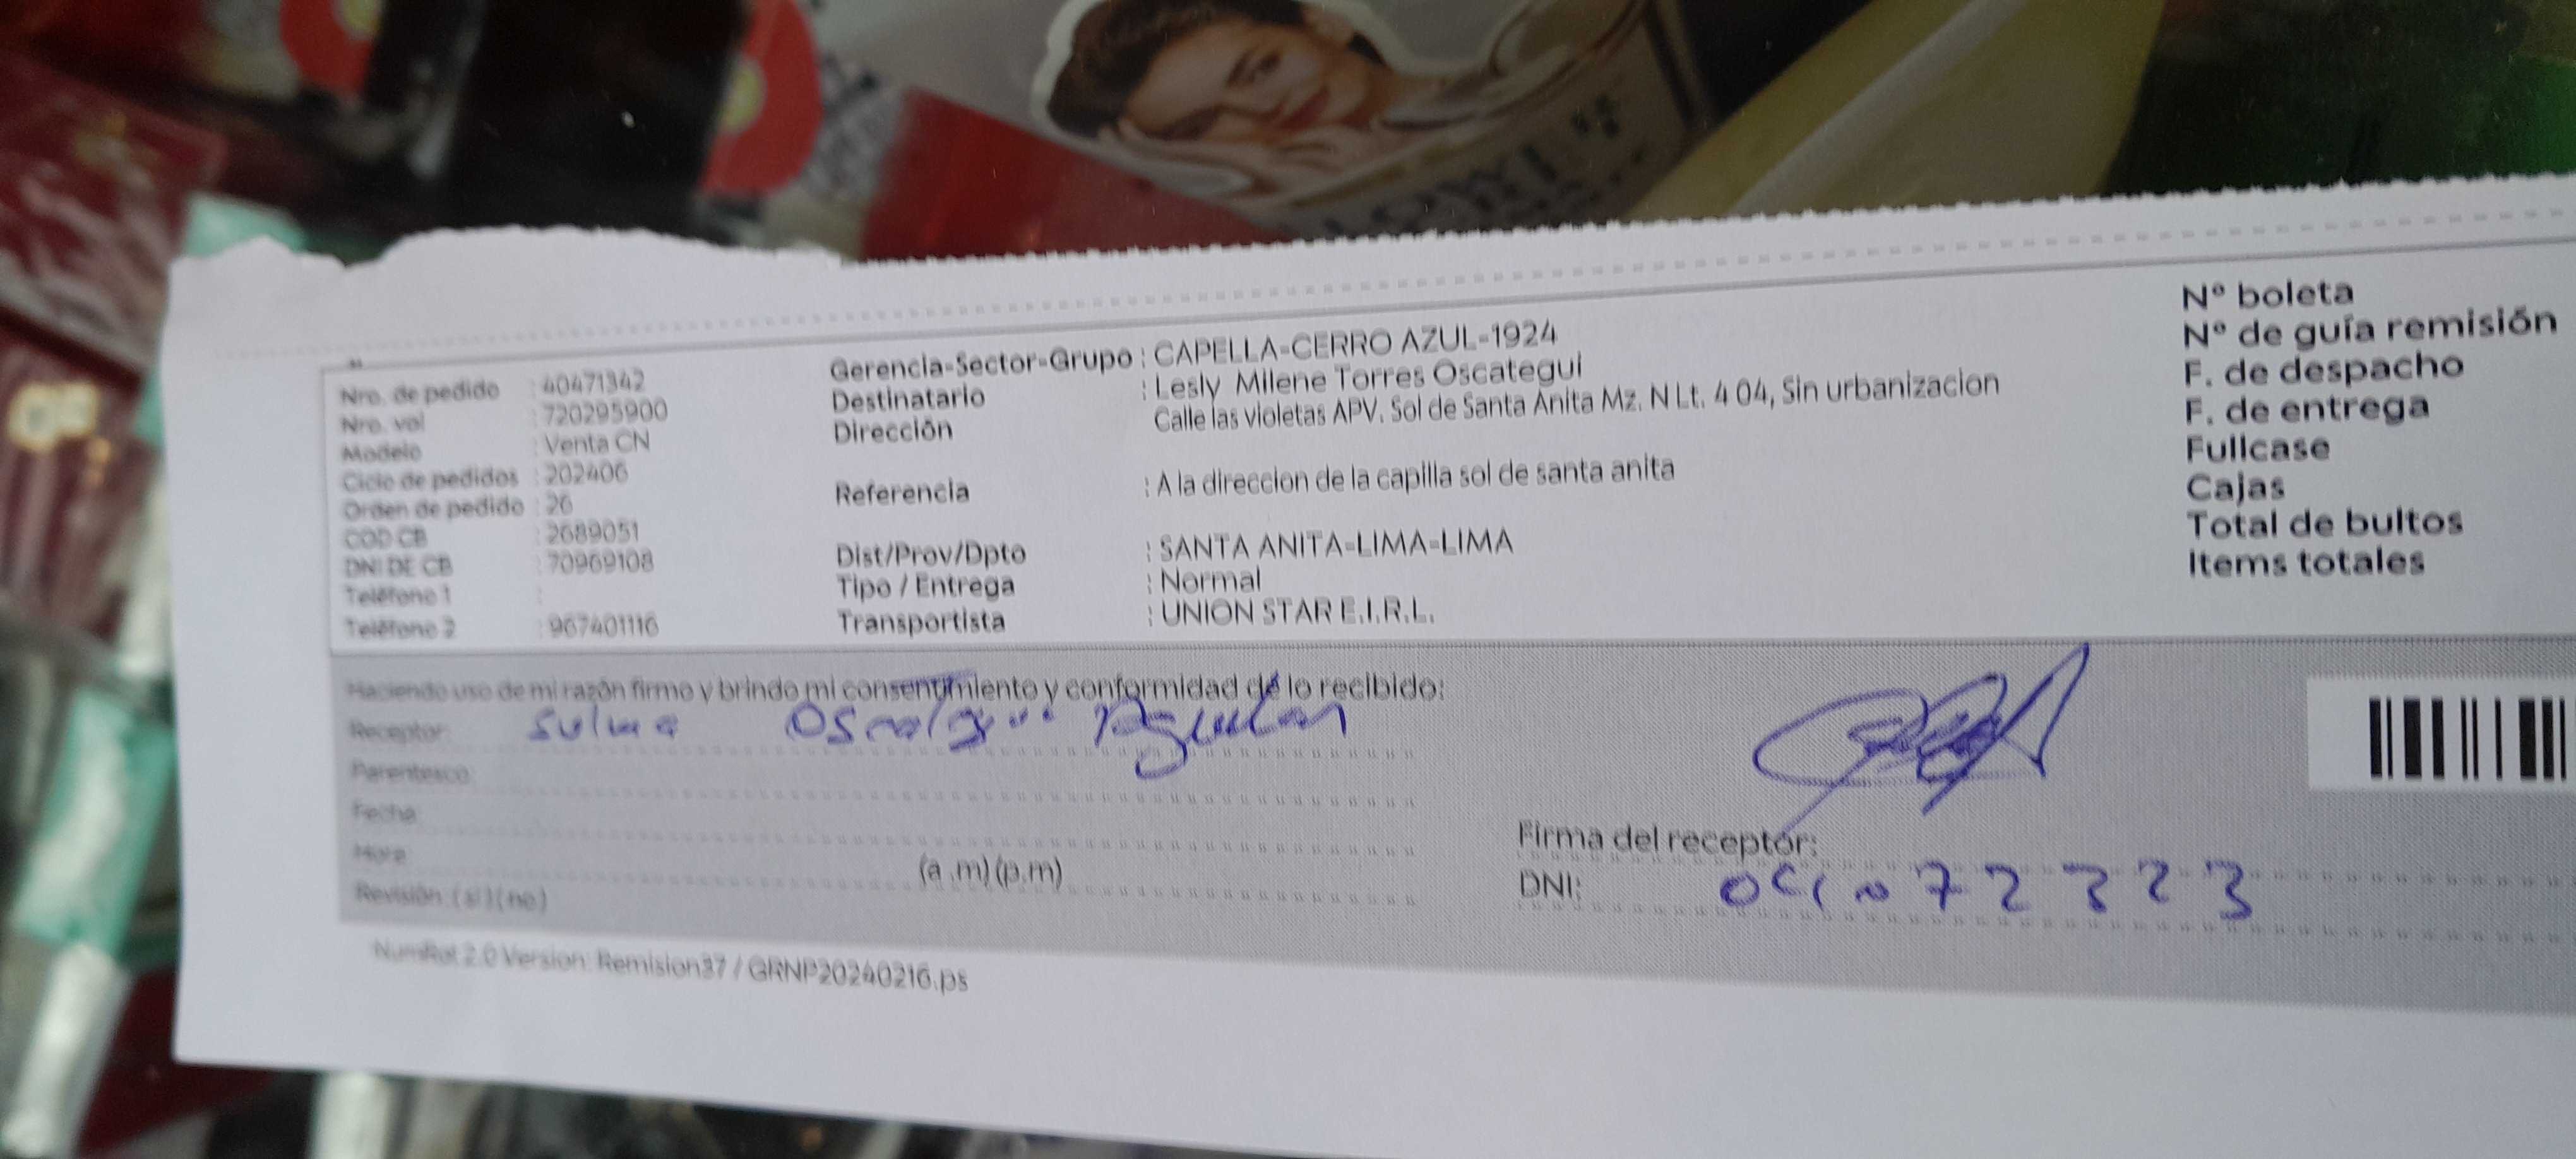 Nro. de pedido : 40471342
Nro. vol : 720295900
Modelo : Venta CN
Ciclo de pedidos : 202406
Orden de pedido : 26
COD CB : 2689051
DNI DE CB : 70969108
Teléfono 1 :
Teléfono 2 : 967401116
Gerencia-Sector-Grupo : CAPELLA-CERRO AZUL-1924
Destinatario : Lesly Milene Torres Oscategui
Dirección Calle las violetas APV. Sol de Santa Anita Mz. N Lt. 4 04, Sin urbanizacion
Referencia : A la direccion de la capilla sol de santa anita
Dist/Prov/Dpto : SANTA ANITA-LIMA-LIMA
Tipo / Entrega : Normal
Transportista : UNION STAR E.I.R.L.
Nº boleta
Nº de guía remisión
F. de despacho
F. de entrega
Fullcase
Cajas
Total de bultos
Items totales
Haciendo uso de mi razón firmo y brindo mi consentimiento y conformidad de lo recibido:
Receptor:
Parentesco:
Fecha:
Hora: (a .m) (p.m)
Revisión: (si) (no)
Firma del receptor:
DNI:
NumRot 2.0 Version: Remision37 / GRNP20240216.ps